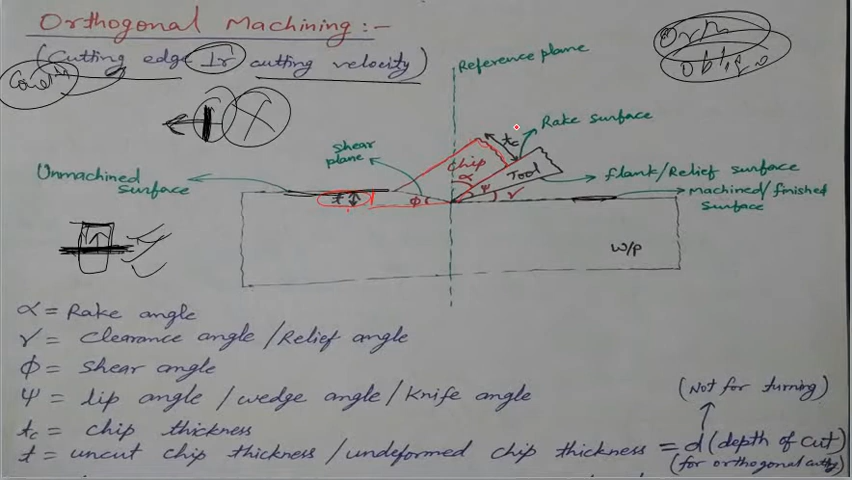 Orthogonal Machining :-
(Cutting edge ⊥r cutting velocity)
Reference plane
Rake surface
shear plane
tc
chip
α
Tool
ψ
flank/Relief surface
Unmachined surface
t
φ
γ
machined/finished surface
W/P
α = Rake angle
γ = Clearance angle /Relief angle
φ = shear angle
ψ = lip angle /wedge angle /Knife angle
(Not for turning)
tc = chip thickness
t = uncut chip thickness /undeformed chip thickness = d (depth of cut)
(for orthogonal cutting)